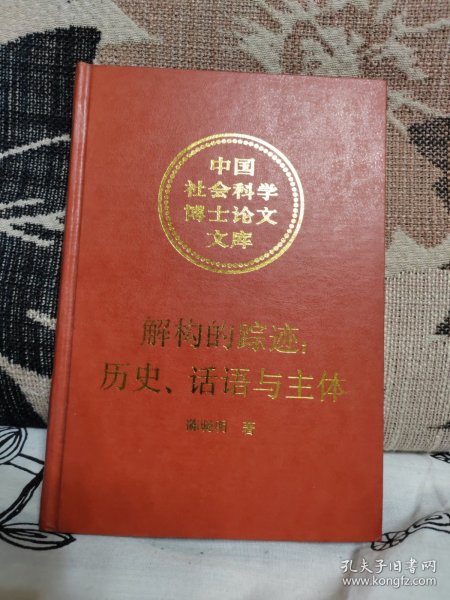 中国
社会科学
博士论文
文库
解构的踪迹:
历史、话语与主体
陈晓明 著
孔夫子旧书网
www.kongfz.com